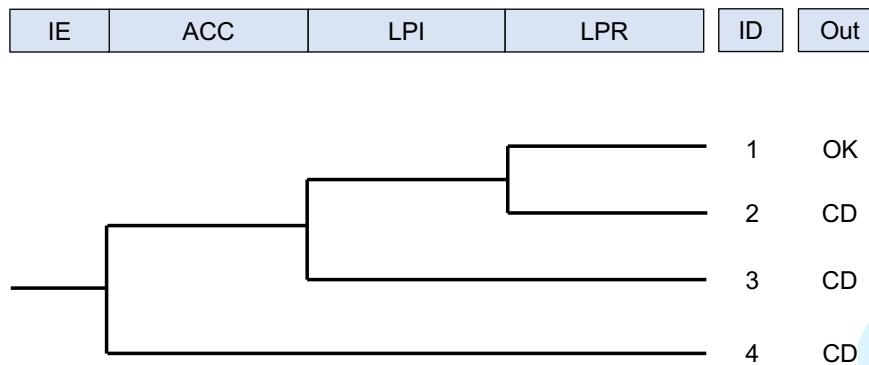 IE ACC LPI LPR ID Out
1 OK
2 CD
3 CD
4 CD